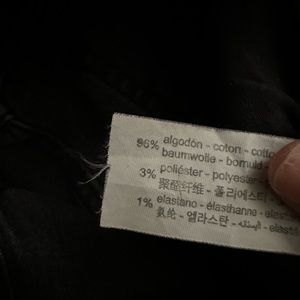 96% algodón - coton - cotto
baumwolle - bomuld
3% poliéster - polyester -
聚酯纤维 - 폴리에스터 -
1% elastano - élasthanne - elasta
氨纶 - 엘라스탄 - - elast